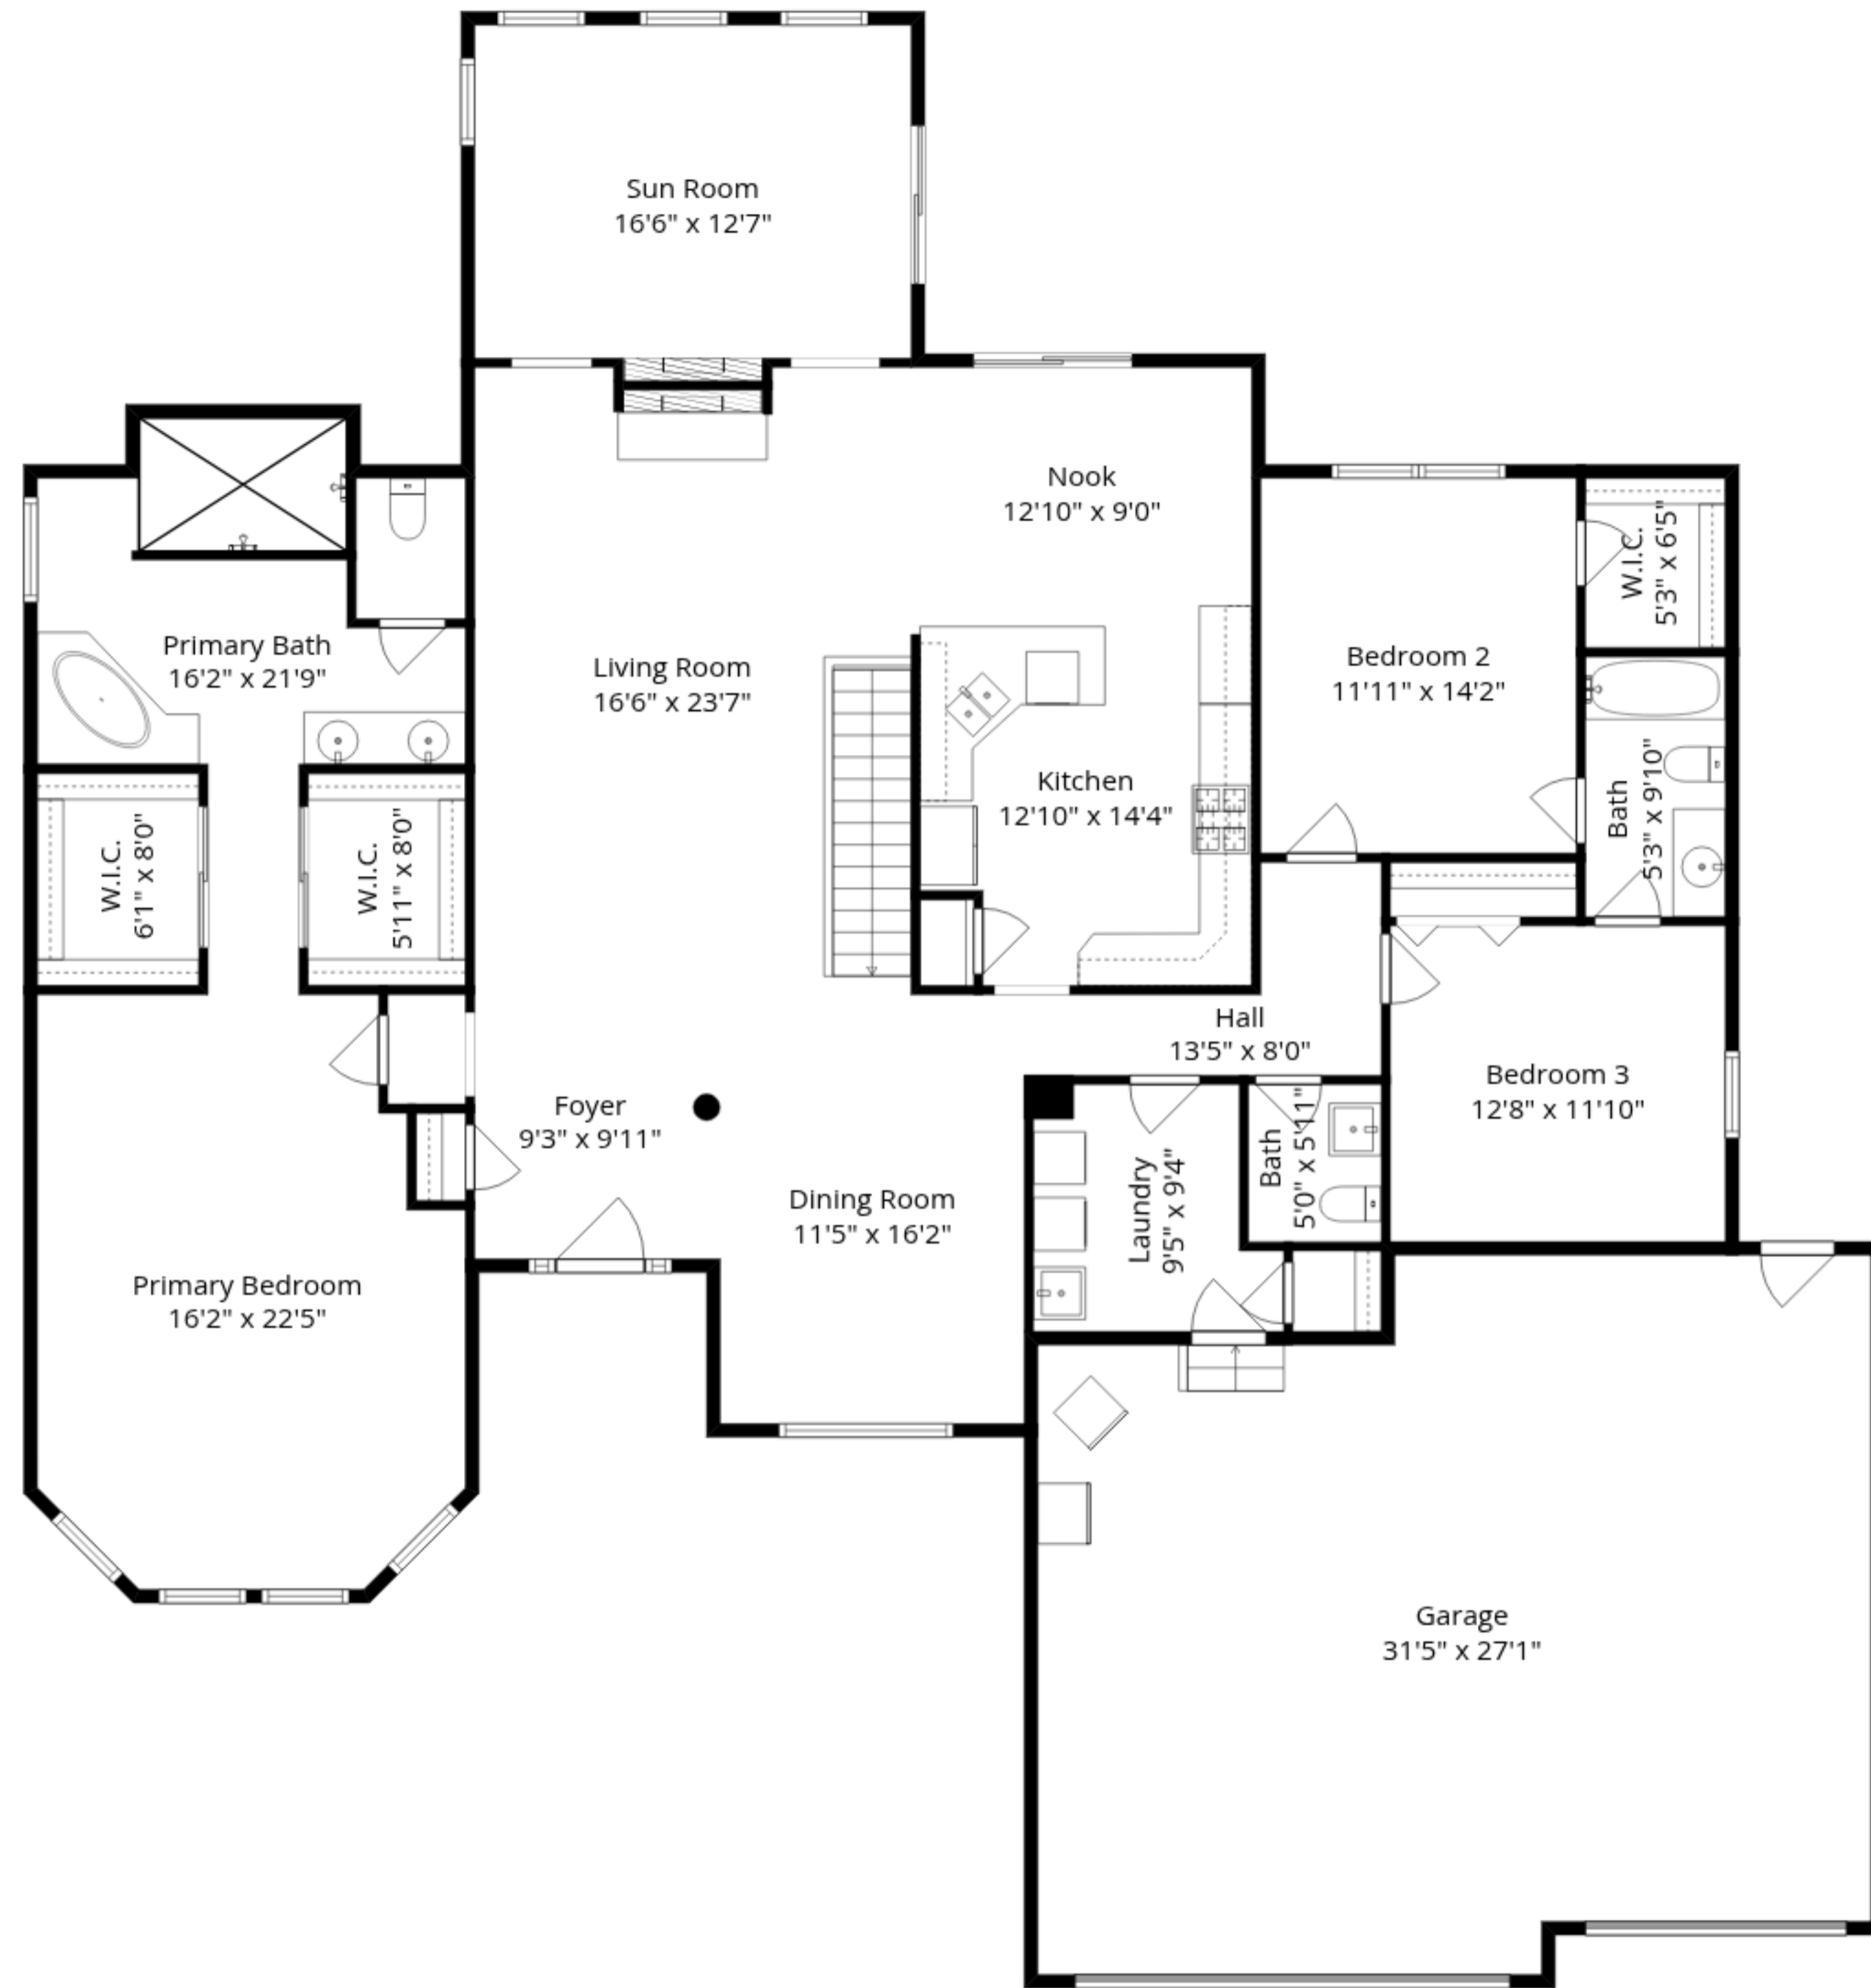 Sun Room
16'6" x 12'7"
Nook
12'10" x 9'0"
W.I.C.
5'3" x 6'5"
Primary Bath
16'2" x 21'9"
Living Room
16'6" x 23'7"
Bedroom 2
11'11" x 14'2"
Kitchen
12'10" x 14'4"
Bath
5'3" x 9'10"
W.I.C.
6'1" x 8'0"
W.I.C.
5'11" x 8'0"
Hall
13'5" x 8'0"
Bedroom 3
12'8" x 11'10"
Foyer
9'3" x 9'11"
Bath
5'0" x 5'11"
Laundry
9'5" x 9'4"
Dining Room
11'5" x 16'2"
Primary Bedroom
16'2" x 22'5"
Garage
31'5" x 27'1"